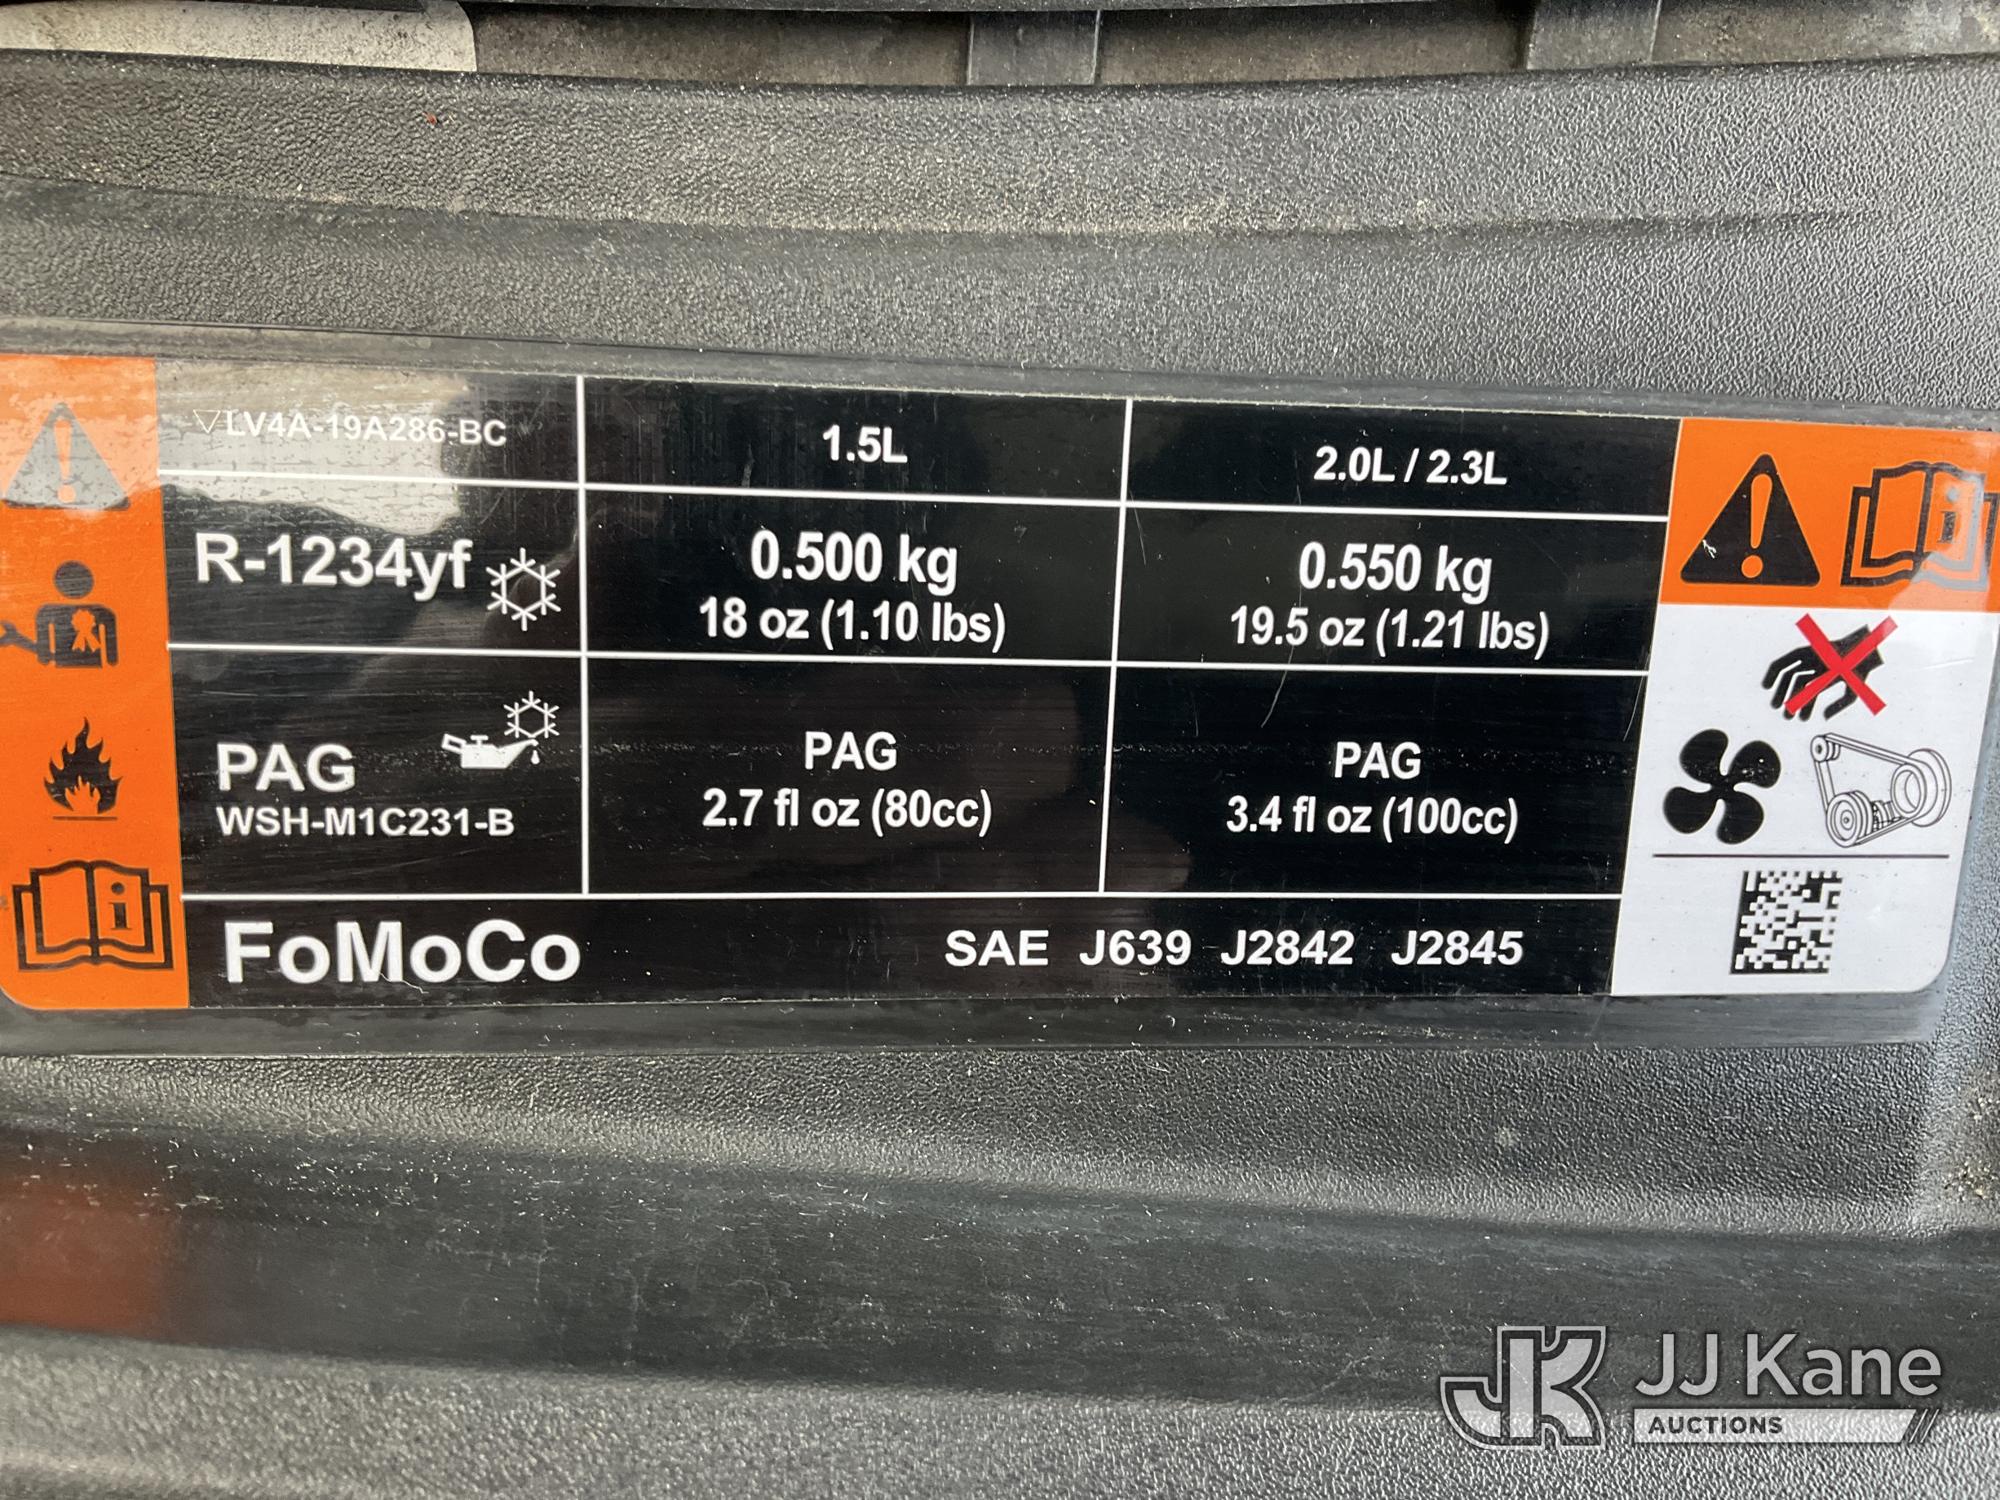 LV4A-19A286-BC
1.5L
2.0L / 2.3L
R-1234yf
0.500 kg
18 oz (1.10 lbs)
0.550 kg
19.5 oz (1.21 lbs)
PAG
WSH-M1C231-B
PAG
2.7 fl oz (80cc)
PAG
3.4 fl oz (100cc)
FoMoCo
SAE J639 J2842 J2845
JK JJ Kane
AUCTIONS